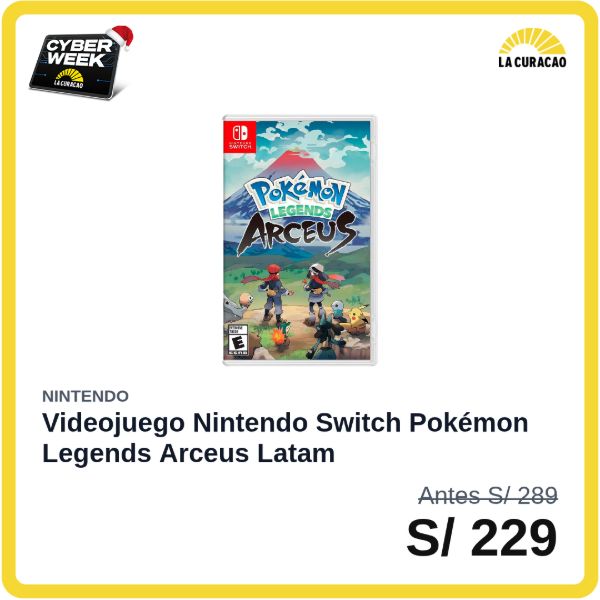 CYBER
WEEK
LA CURACAO
LA CURACAO
NINTENDO
SWITCH
POKéMON
LEGENDS
ARCEUS
E
ESRB
NINTENDO
Videojuego Nintendo Switch Pokémon
Legends Arceus Latam
Antes S/ 289
S/ 229